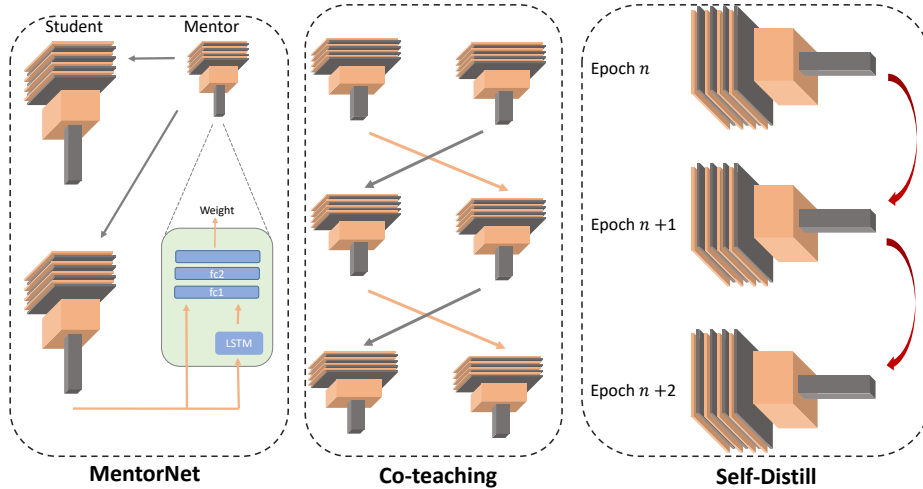 Student
Mentor
Weight
fc2
fc1
LSTM
MentorNet
Co-teaching
Epoch n
Epoch n +1
Epoch n +2
Self-Distill